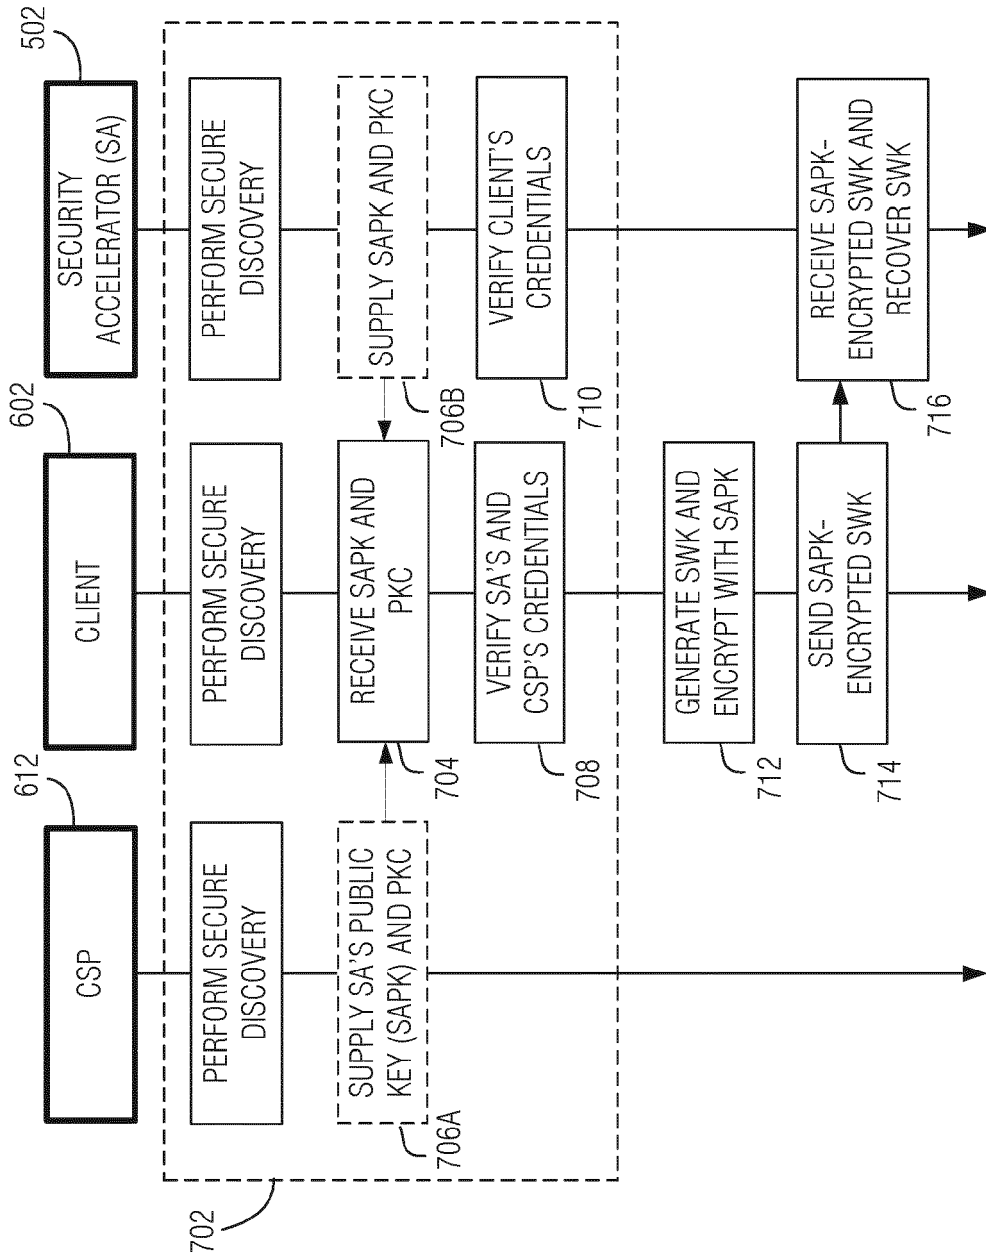 612
CSP
602
CLIENT
502
SECURITY
ACCELERATOR (SA)
702
PERFORM SECURE
DISCOVERY
PERFORM SECURE
DISCOVERY
PERFORM SECURE
DISCOVERY
SUPPLY SA'S PUBLIC
KEY (SAPK) AND PKC
706A
RECEIVE SAPK AND
PKC
704
SUPPLY SAPK AND PKC
706B
VERIFY SA'S AND
CSP'S CREDENTIALS
708
VERIFY CLIENT'S
CREDENTIALS
710
GENERATE SWK AND
ENCRYPT WITH SAPK
712
SEND SAPK-
ENCRYPTED SWK
714
RECEIVE SAPK-
ENCRYPTED SWK AND
RECOVER SWK
716